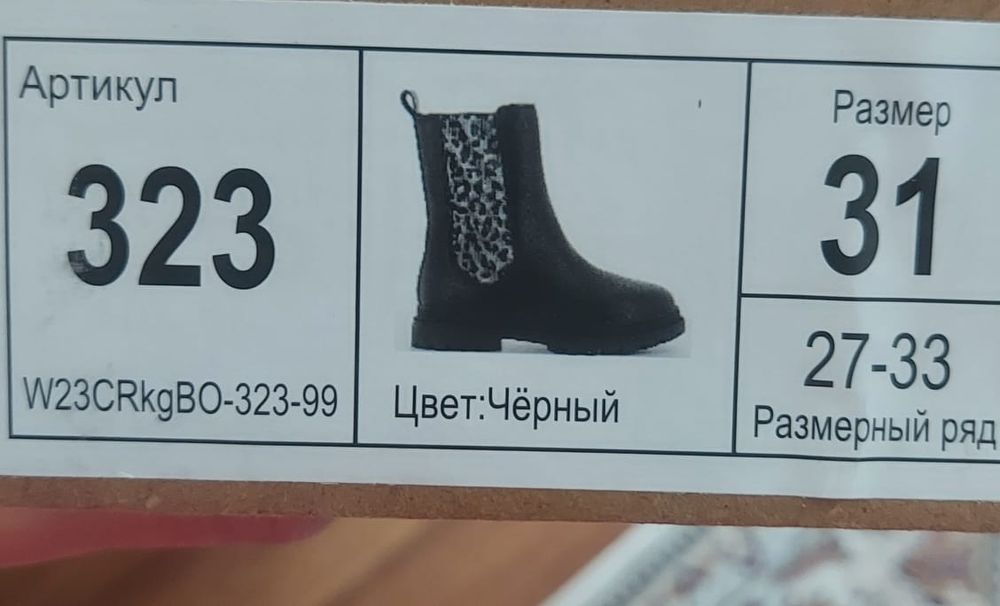 Артикул
323
W23CRkgBO-323-99
Цвет:Чёрный
Размер
31
27-33
Размерный ряд